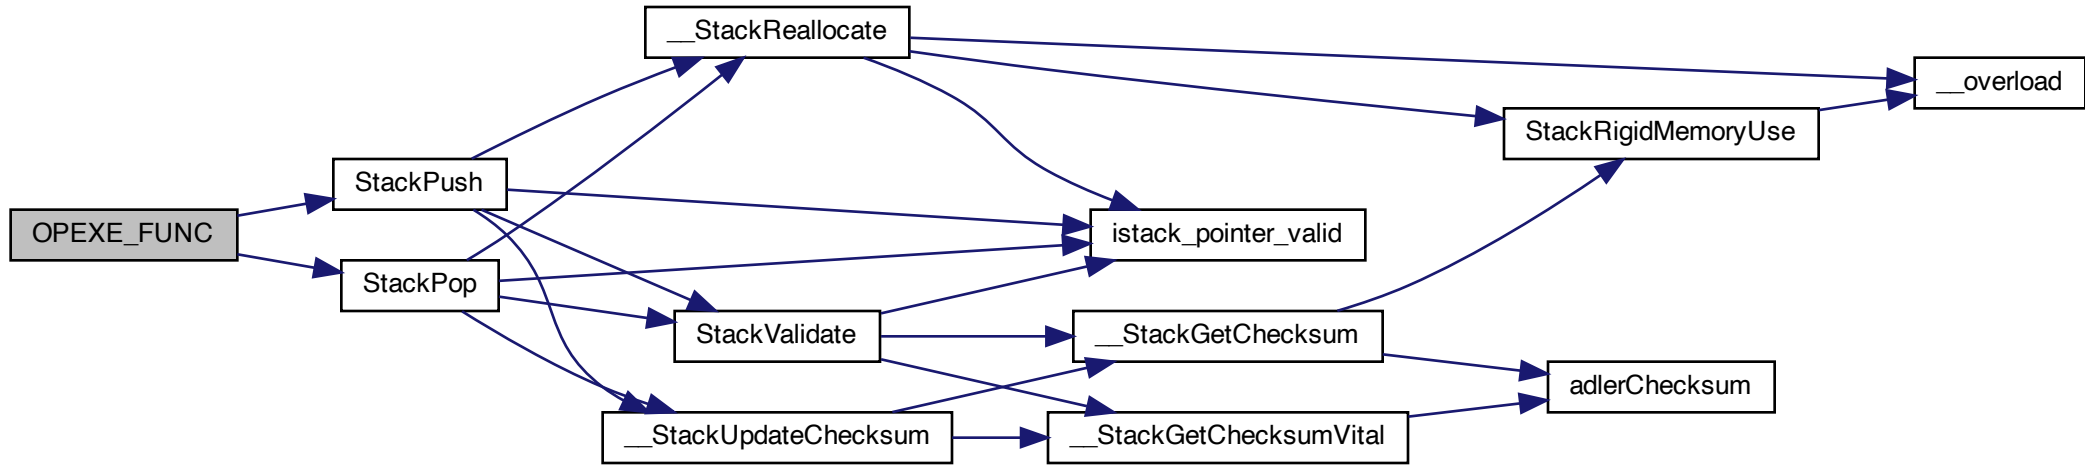 OPEXE_FUNC
StackPush
StackPop
__StackReallocate
StackValidate
__StackUpdateChecksum
istack_pointer_valid
__StackGetChecksum
__StackGetChecksumVital
StackRigidMemoryUse
adlerChecksum
__overload